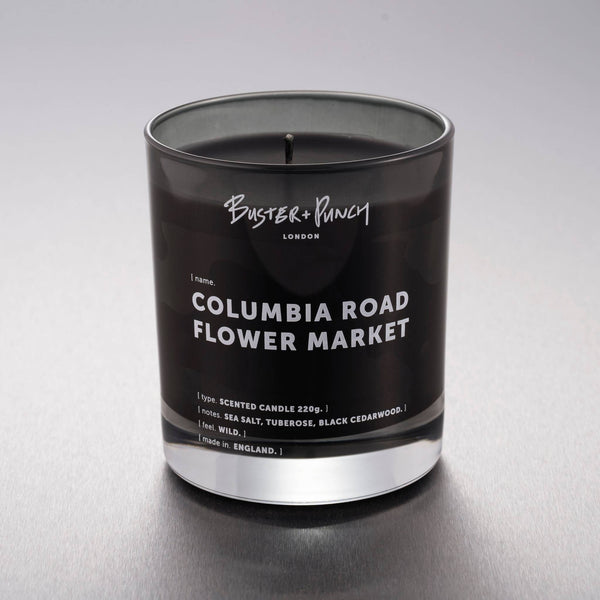 BUSTER + PUNCH
LONDON
[ name.
COLUMBIA ROAD
FLOWER MARKET
[ type. SCENTED CANDLE 220g. ]
[ notes. SEA SALT, TUBEROSE, BLACK CEDARWOOD. ]
[ feel. WILD. ]
[ made in. ENGLAND. ]